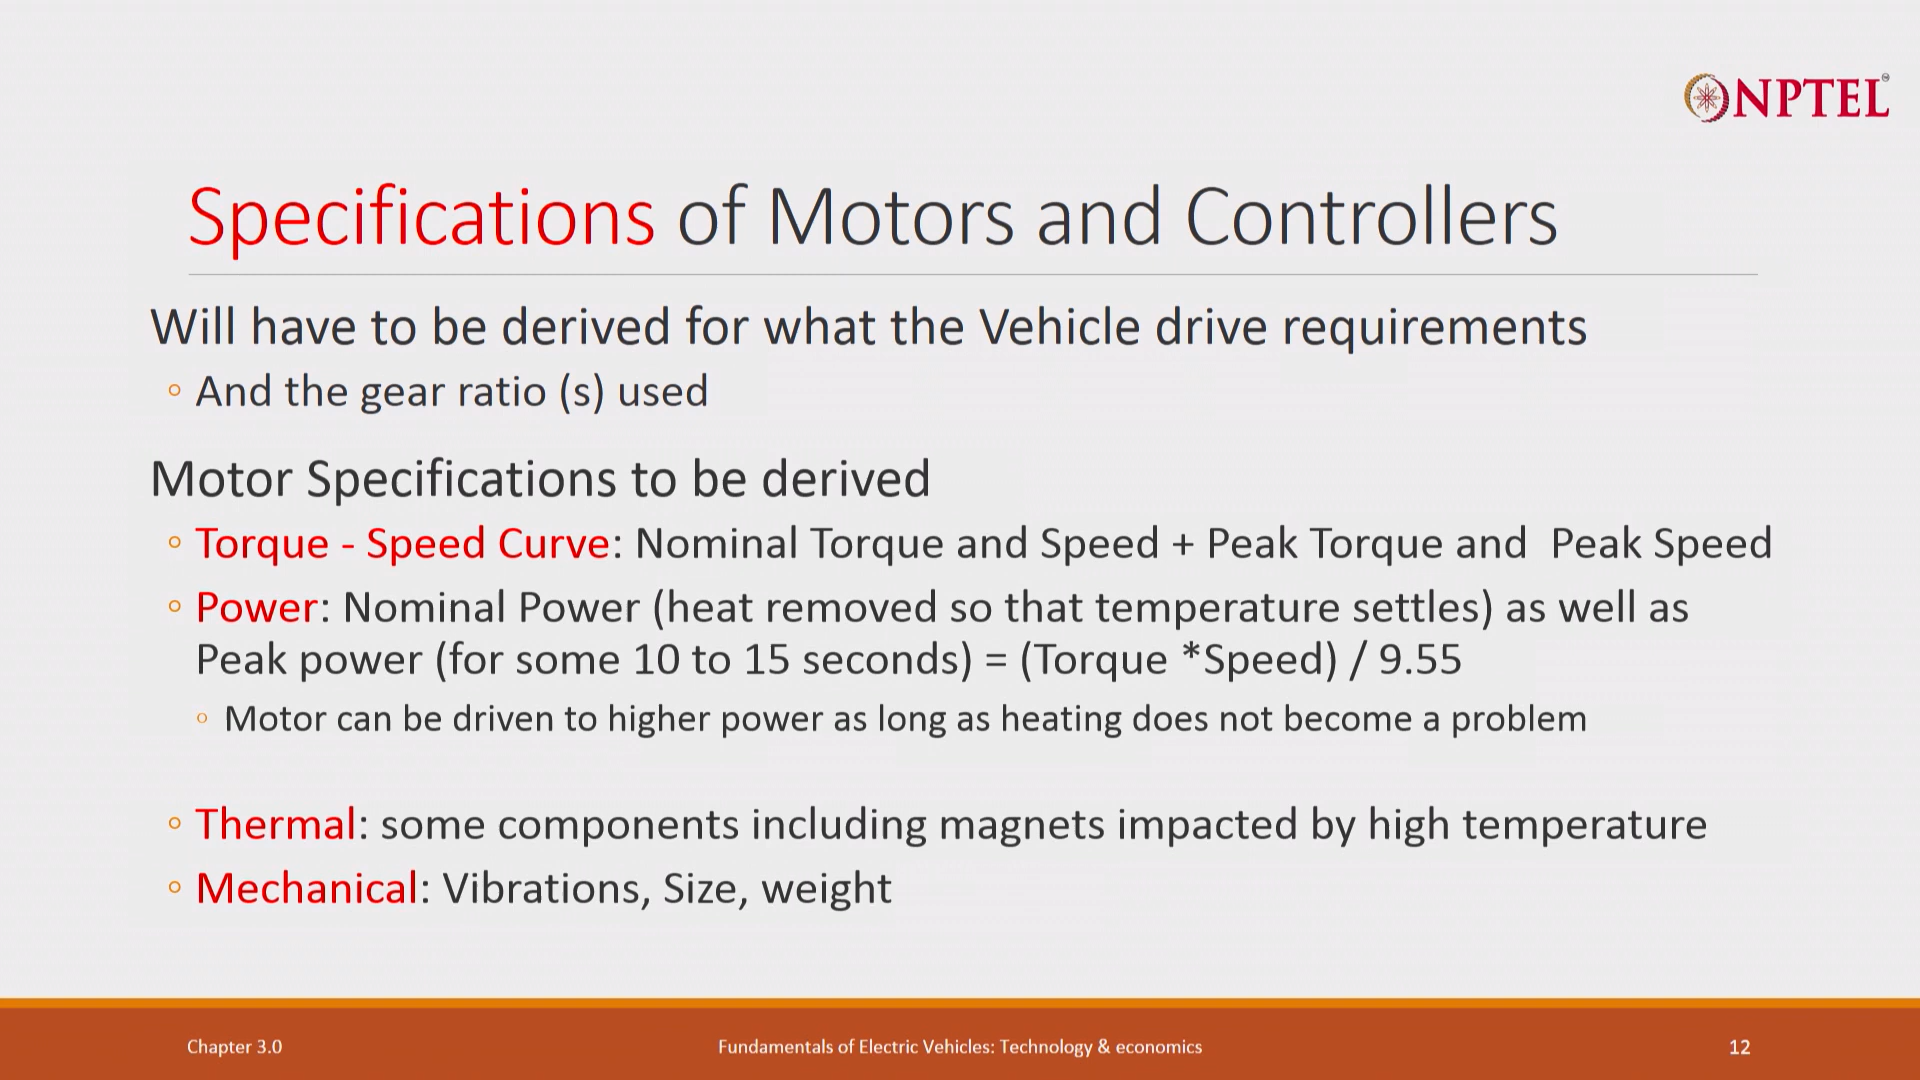 NPTEL
Specifications of Motors and Controllers
Will have to be derived for what the Vehicle drive requirements
◦ And the gear ratio (s) used
Motor Specifications to be derived
◦ Torque - Speed Curve: Nominal Torque and Speed + Peak Torque and Peak Speed
◦ Power: Nominal Power (heat removed so that temperature settles) as well as
Peak power (for some 10 to 15 seconds) = (Torque *Speed) / 9.55
◦ Motor can be driven to higher power as long as heating does not become a problem
◦ Thermal: some components including magnets impacted by high temperature
◦ Mechanical: Vibrations, Size, weight
Chapter 3.0
Fundamentals of Electric Vehicles: Technology & economics
12